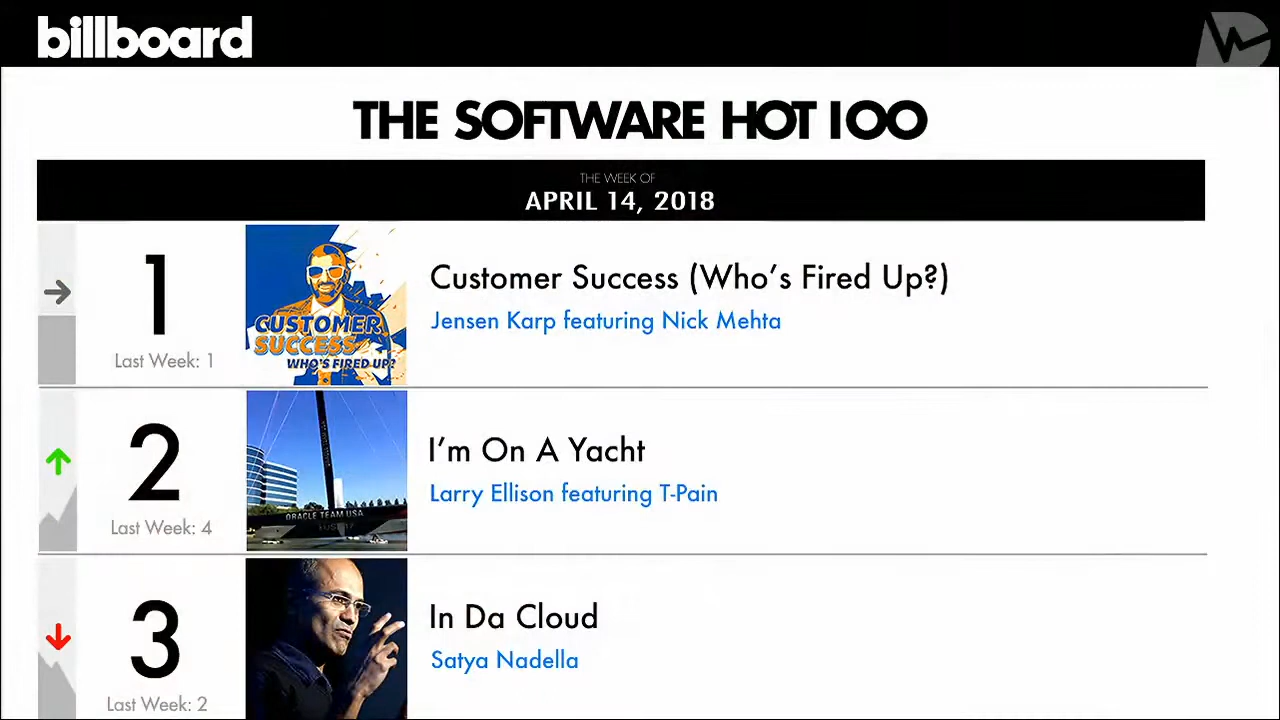 billboard
THE SOFTWARE HOT 100
THE WEEK OF
APRIL 14, 2018
1
Last Week: 1
CUSTOMER
SUCCESS
WHO'S FIRED UP?
Customer Success (Who's Fired Up?)
Jensen Karp featuring Nick Mehta
2
Last Week: 4
ORACLE TEAM USA
I'm On A Yacht
Larry Ellison featuring T-Pain
3
Last Week: 2
In Da Cloud
Satya Nadella